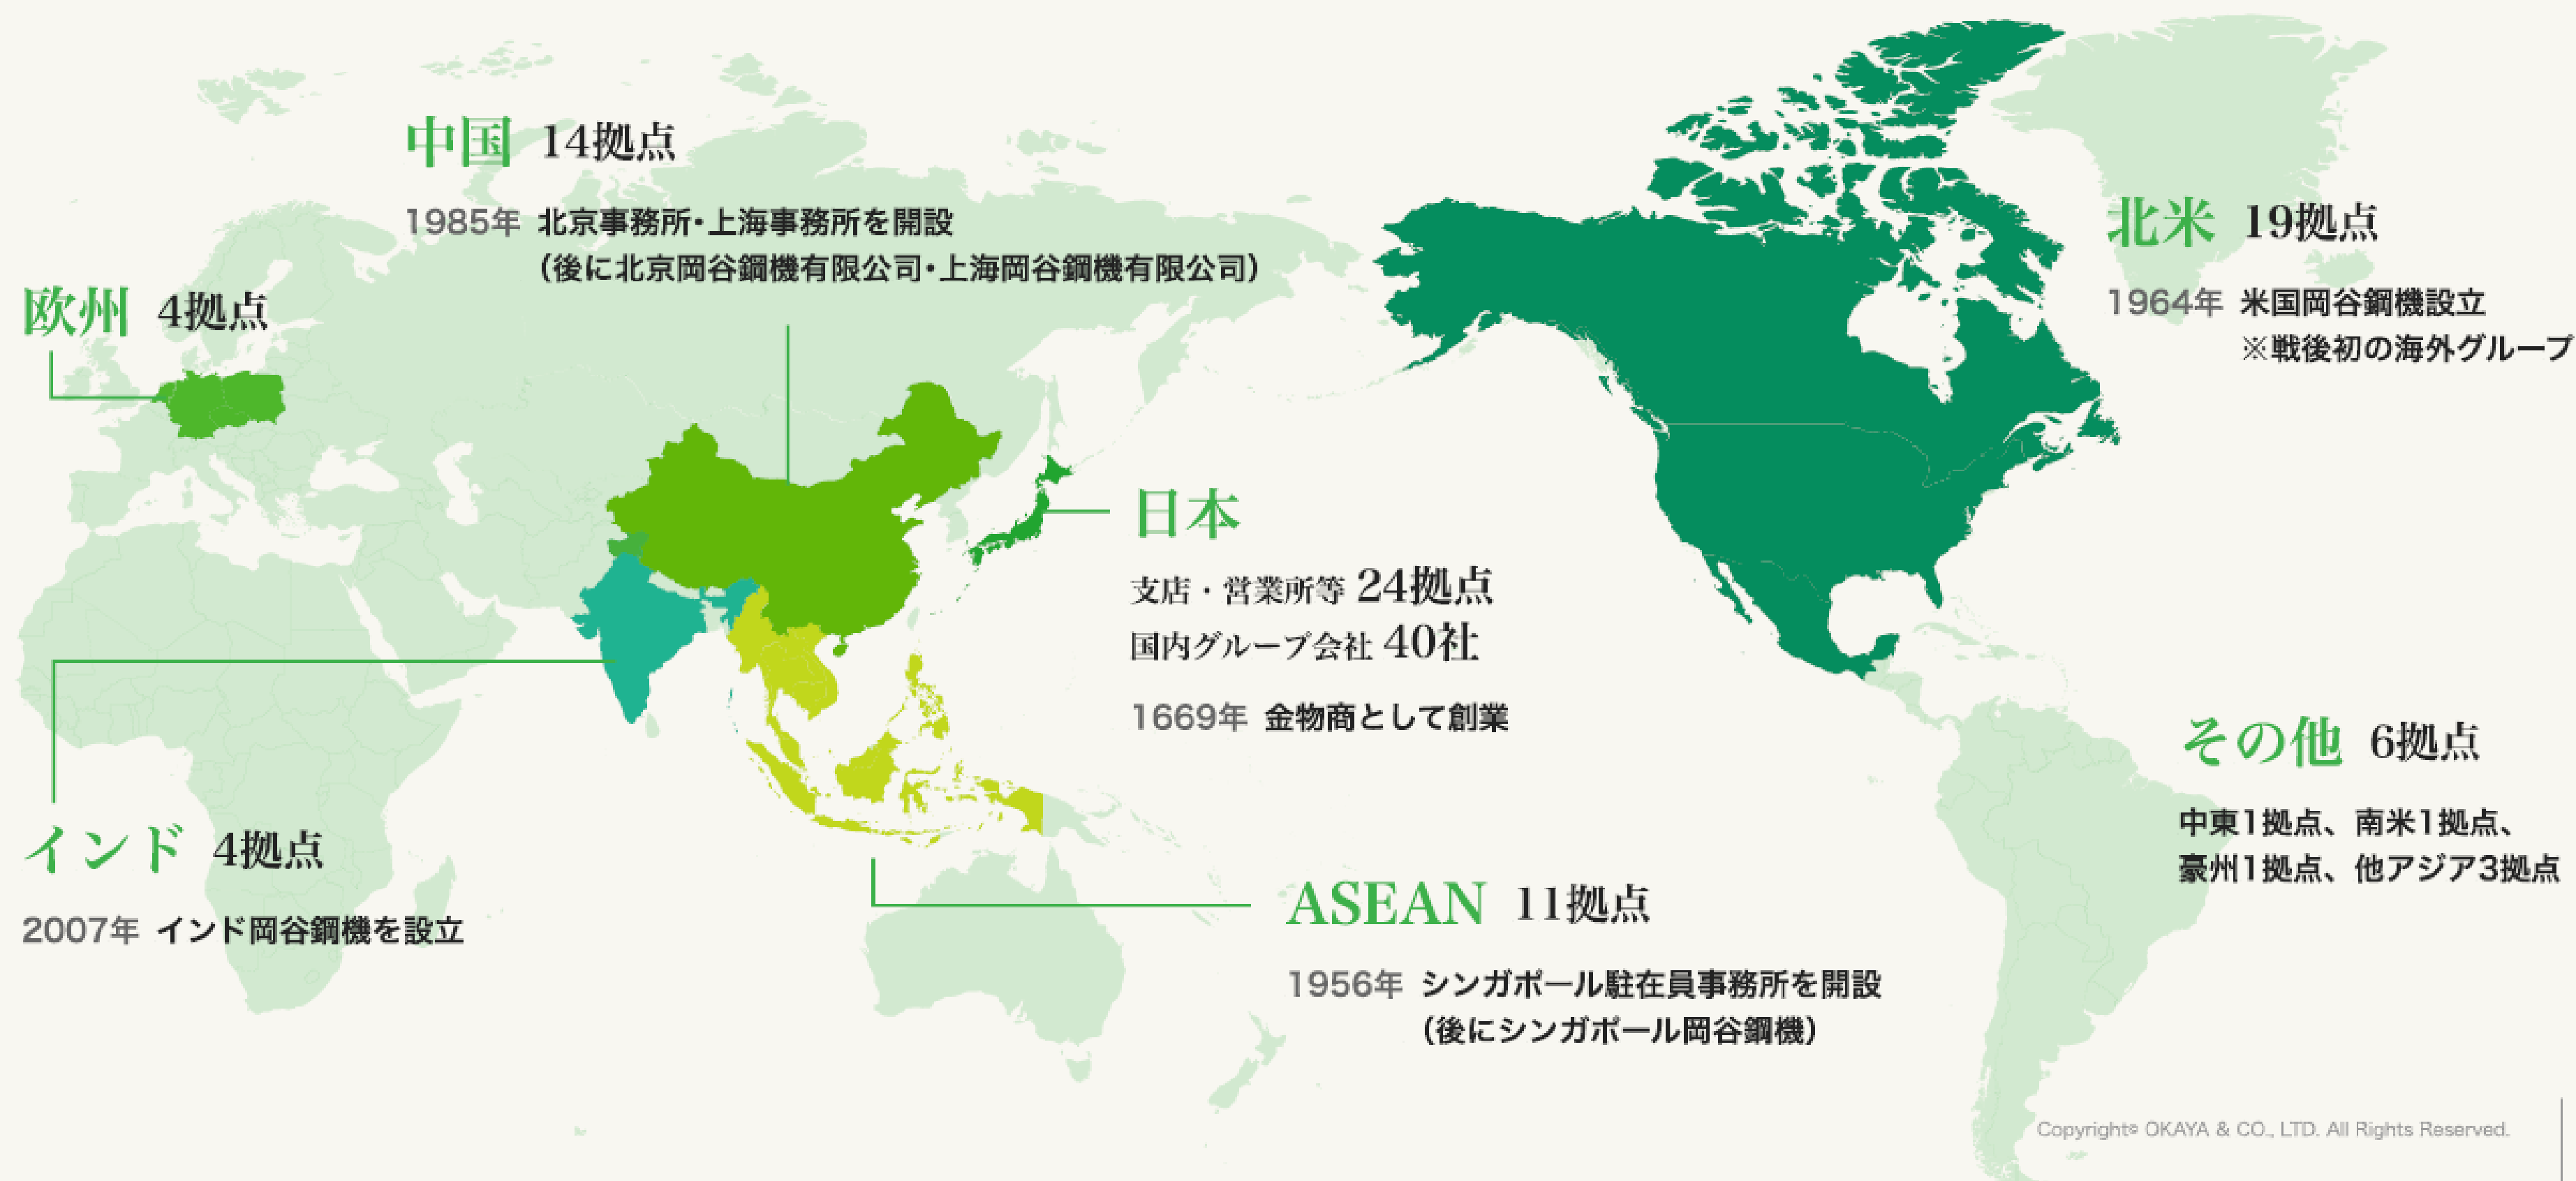 中国 14拠点
1985年 北京事務所・上海事務所を開設
（後に北京岡谷鋼機有限公司・上海岡谷鋼機有限公司）
欧州 4拠点
北米 19拠点
1964年 米国岡谷鋼機設立
※戦後初の海外グループ
日本
支店・営業所等 24拠点
国内グループ会社 40社
1669年 金物商として創業
その他 6拠点
中東1拠点、南米1拠点、
豪州1拠点、他アジア3拠点
インド 4拠点
2007年 インド岡谷鋼機を設立
ASEAN 11拠点
1956年 シンガポール駐在員事務所を開設
（後にシンガポール岡谷鋼機）
Copyright© OKAYA & CO., LTD. All Rights Reserved.